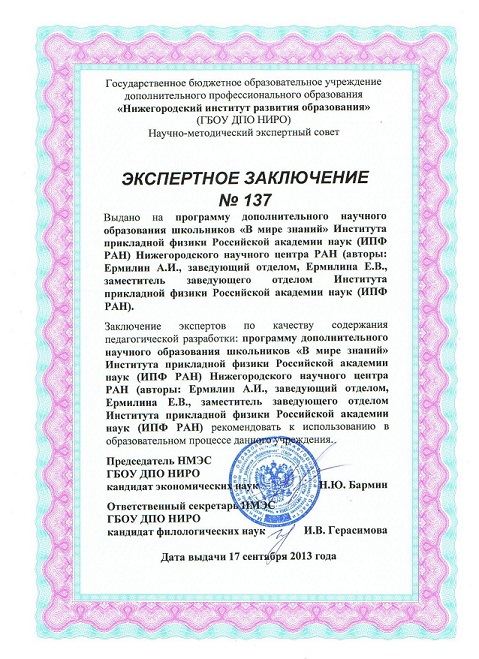 Государственное бюджетное образовательное учреждение
дополнительного профессионального образования
«Нижегородский институт развития образования»
(ГБОУ ДПО НИРО)
Научно-методический экспертный совет
ЭКСПЕРТНОЕ ЗАКЛЮЧЕНИЕ
№ 137
Выдано на программу дополнительного научного
образования школьников «В мире знаний» Института
прикладной физики Российской академии наук (ИПФ
РАН) Нижегородского научного центра РАН (авторы:
Ермилин А.И., заведующий отделом, Ермилина Е.В.,
заместитель заведующего отделом Института
прикладной физики Российской академии наук (ИПФ
РАН).
Заключение экспертов по качеству содержания
педагогической разработки: программу дополнительного
научного образования школьников «В мире знаний»
Института прикладной физики Российской академии
наук (ИПФ РАН) Нижегородского научного центра
РАН (авторы: Ермилин А.И., заведующий отделом,
Ермилина Е.В., заместитель заведующего отделом
Института прикладной физики Российской академии
наук (ИПФ РАН) рекомендовать к использованию в
образовательном процессе данного учреждения.
Председатель НМЭС
ГБОУ ДПО НИРО
кандидат экономических наук Н.Ю. Бармин
Ответственный секретарь НМЭС
ГБОУ ДПО НИРО
кандидат филологических наук И.В. Герасимова
Дата выдачи 17 сентября 2013 года